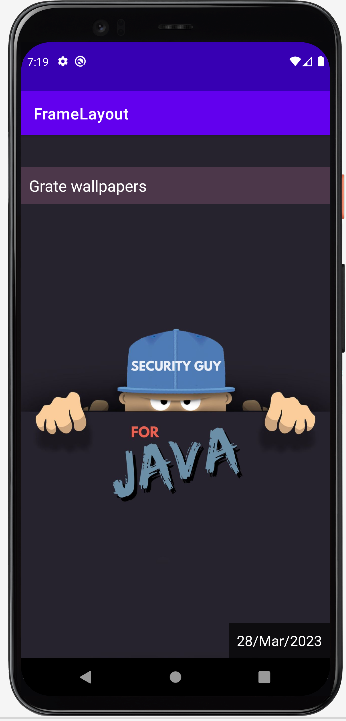 7:19
FrameLayout
Grate wallpapers
SECURITY GUY
FOR
JAVA
28/Mar/2023